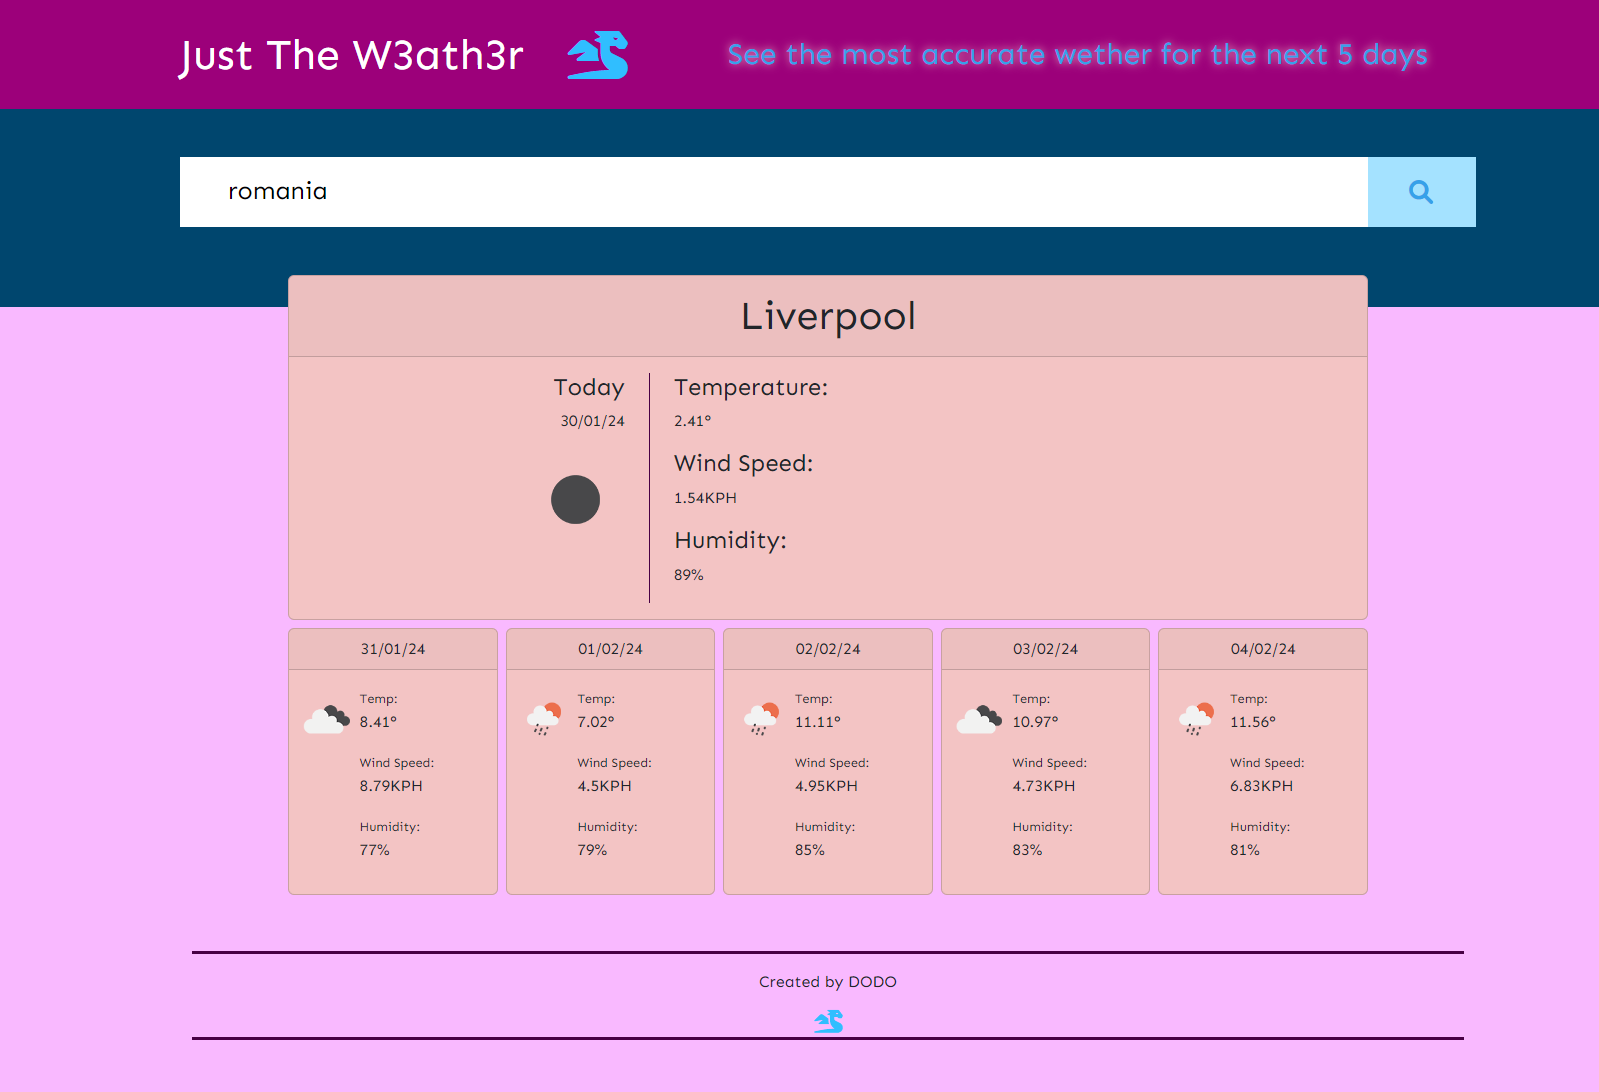 Just The W3ath3r
See the most accurate wether for the next 5 days
romania
Liverpool
Today
30/01/24
Temperature:
2.41°
Wind Speed:
1.54KPH
Humidity:
89%
31/01/24
Temp:
8.41°
Wind Speed:
8.79KPH
Humidity:
77%
01/02/24
Temp:
7.02°
Wind Speed:
4.5KPH
Humidity:
79%
02/02/24
Temp:
11.11°
Wind Speed:
4.95KPH
Humidity:
85%
03/02/24
Temp:
10.97°
Wind Speed:
4.73KPH
Humidity:
83%
04/02/24
Temp:
11.56°
Wind Speed:
6.83KPH
Humidity:
81%
Created by DODO